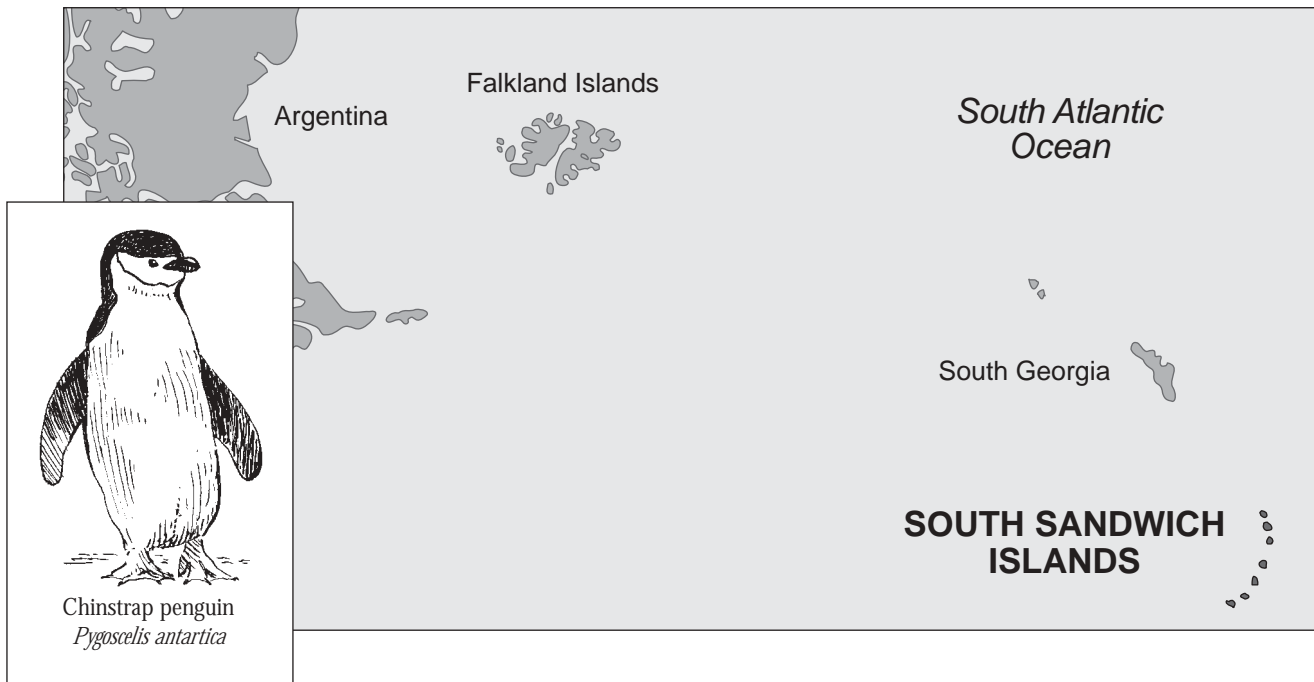 Falkland Islands
Argentina
South Atlantic
Ocean
South Georgia
SOUTH SANDWICH
ISLANDS
Chinstrap penguin
Pygoscelis antartica